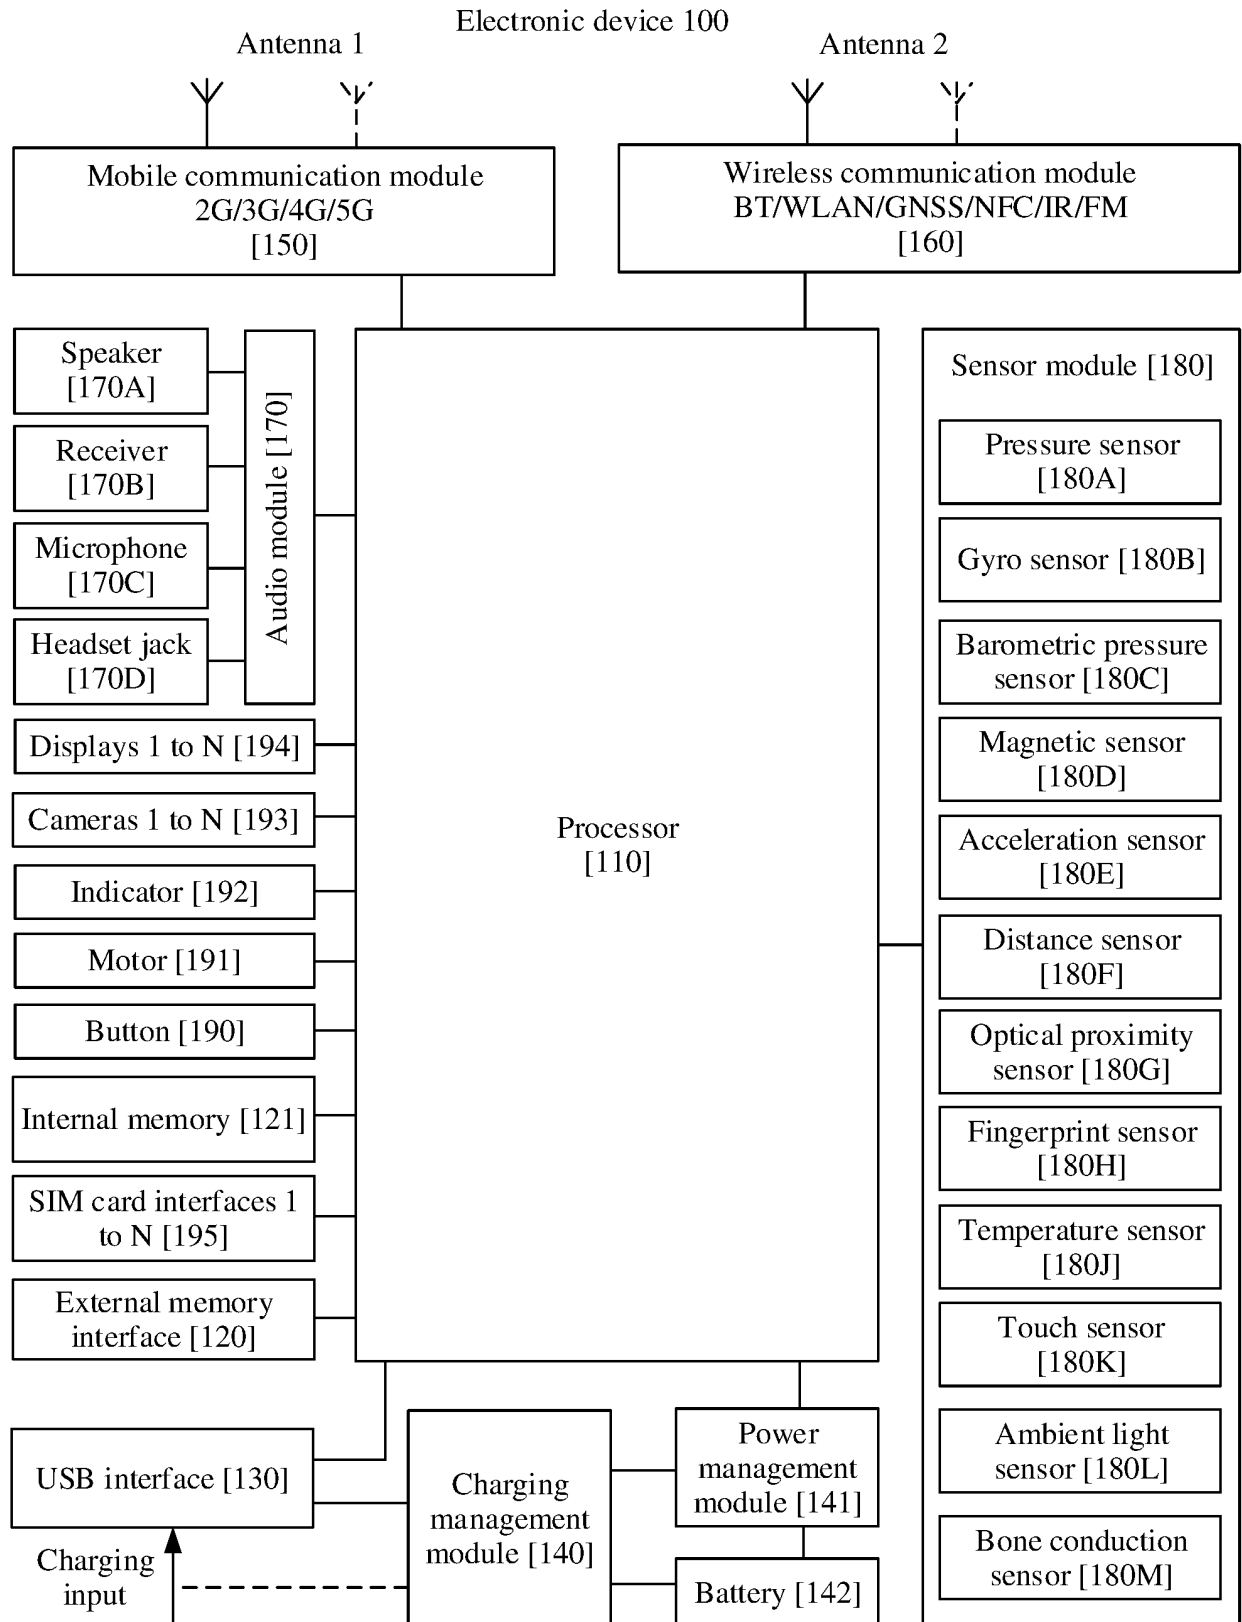 Electronic device 100
Antenna 1
Antenna 2
Mobile communication module
2G/3G/4G/5G
[150]
Wireless communication module
BT/WLAN/GNSS/NFC/IR/FM
[160]
Speaker
[170A]
Receiver
[170B]
Microphone
[170C]
Headset jack
[170D]
Audio module [170]
Displays 1 to N [194]
Cameras 1 to N [193]
Indicator [192]
Motor [191]
Button [190]
Internal memory [121]
SIM card interfaces 1
to N [195]
External memory
interface [120]
Processor
[110]
Sensor module [180]
Pressure sensor
[180A]
Gyro sensor [180B]
Barometric pressure
sensor [180C]
Magnetic sensor
[180D]
Acceleration sensor
[180E]
Distance sensor
[180F]
Optical proximity
sensor [180G]
Fingerprint sensor
[180H]
Temperature sensor
[180J]
Touch sensor
[180K]
Ambient light
sensor [180L]
Bone conduction
sensor [180M]
USB interface [130]
Charging
input
Charging
management
module [140]
Power
management
module [141]
Battery [142]